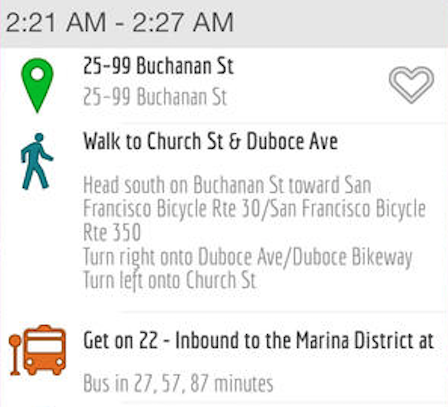 2:21 AM - 2:27 AM
25-99 Buchanan St
25-99 Buchanan St
Walk to Church St & Duboce Ave
Head south on Buchanan St toward San
Francisco Bicycle Rte 30/San Francisco Bicycle
Rte 350
Turn right onto Duboce Ave/Duboce Bikeway
Turn left onto Church St
Get on 22 - Inbound to the Marina District at
Bus in 27, 57, 87 minutes